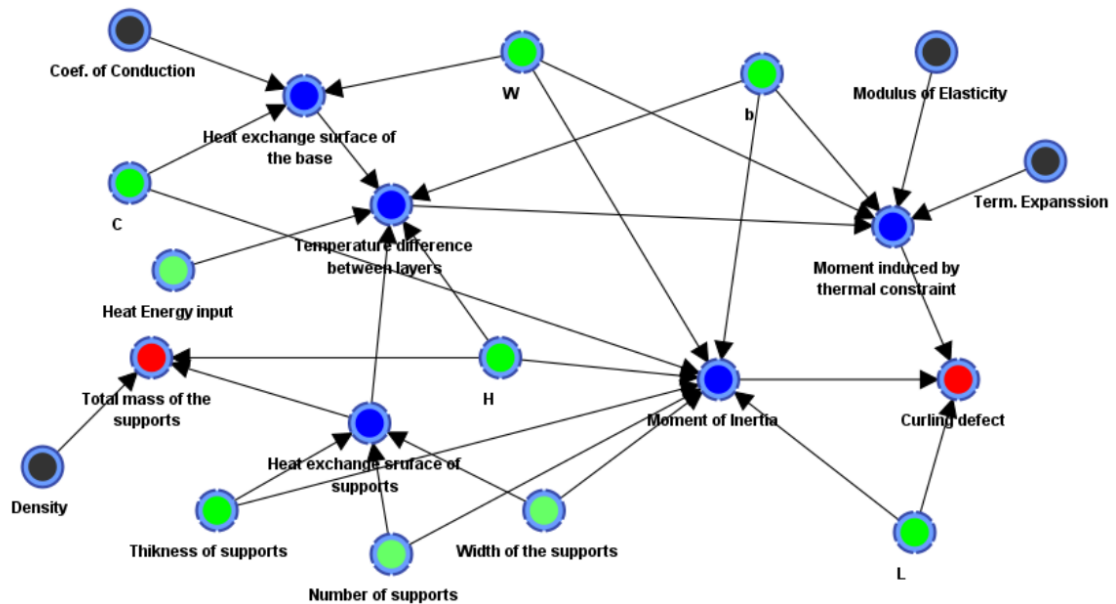 Coef. of Conduction
W
b
Modulus of Elasticity
Heat exchange surface of
the base
Term. Expanssion
C
Temperature difference
between layers
Moment induced by
thermal constraint
Heat Energy input
Total mass of the
supports
H
Moment of Inertia
Curling defect
Heat exchange sruface of
supports
Density
Thikness of supports
Width of the supports
L
Number of supports